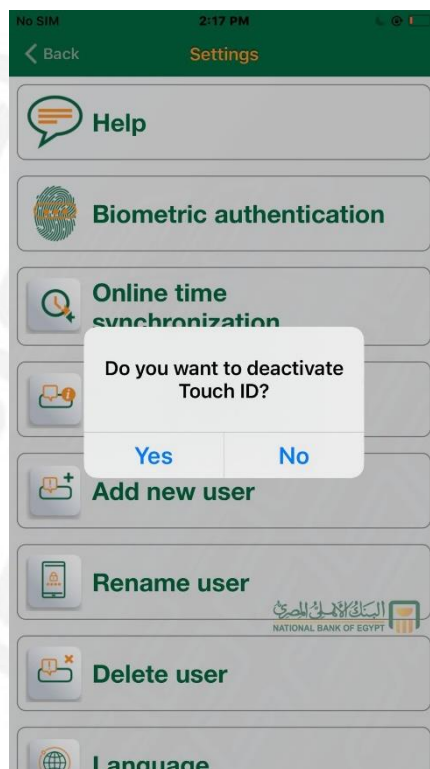 No SIM 2:17 PM
Back Settings
Help
Biometric authentication
Online time
synchronization
Do you want to deactivate
Touch ID?
Yes No
Add new user
Rename user
البنك الأهلي المصري
NATIONAL BANK OF EGYPT
Delete user
Language